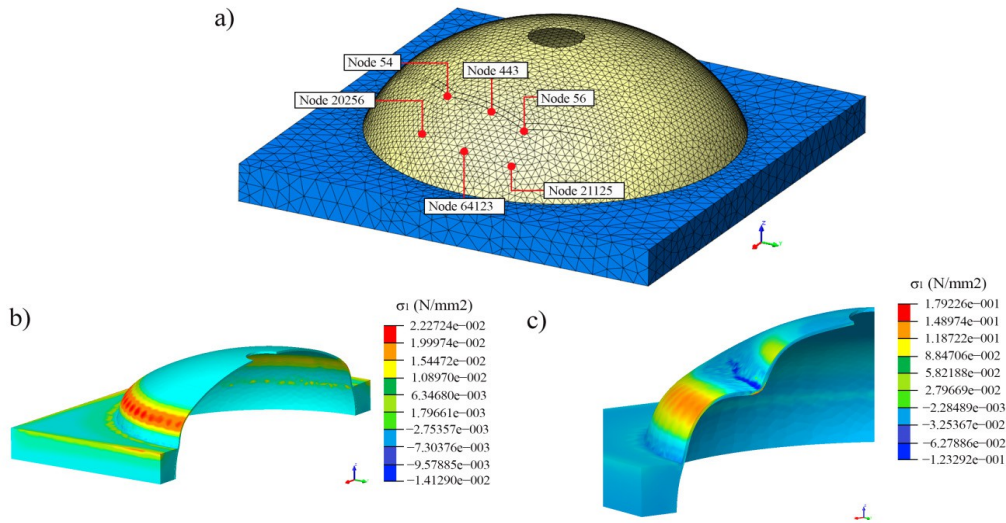 a)
Node 54
Node 443
Node 20256
Node 56
Node 21125
Node 64123
b)
σ1 (N/mm2)
2.22724e−002
1.99974e−002
1.54472e−002
1.08970e−002
6.34680e−003
1.79661e−003
−2.75357e−003
−7.30376e−003
−9.57885e−003
−1.41290e−002
c)
σ1 (N/mm2)
1.79226e−001
1.48974e−001
1.18722e−001
8.84706e−002
5.82188e−002
2.79669e−002
−2.28489e−003
−3.25367e−002
−6.27886e−002
−1.23292e−001